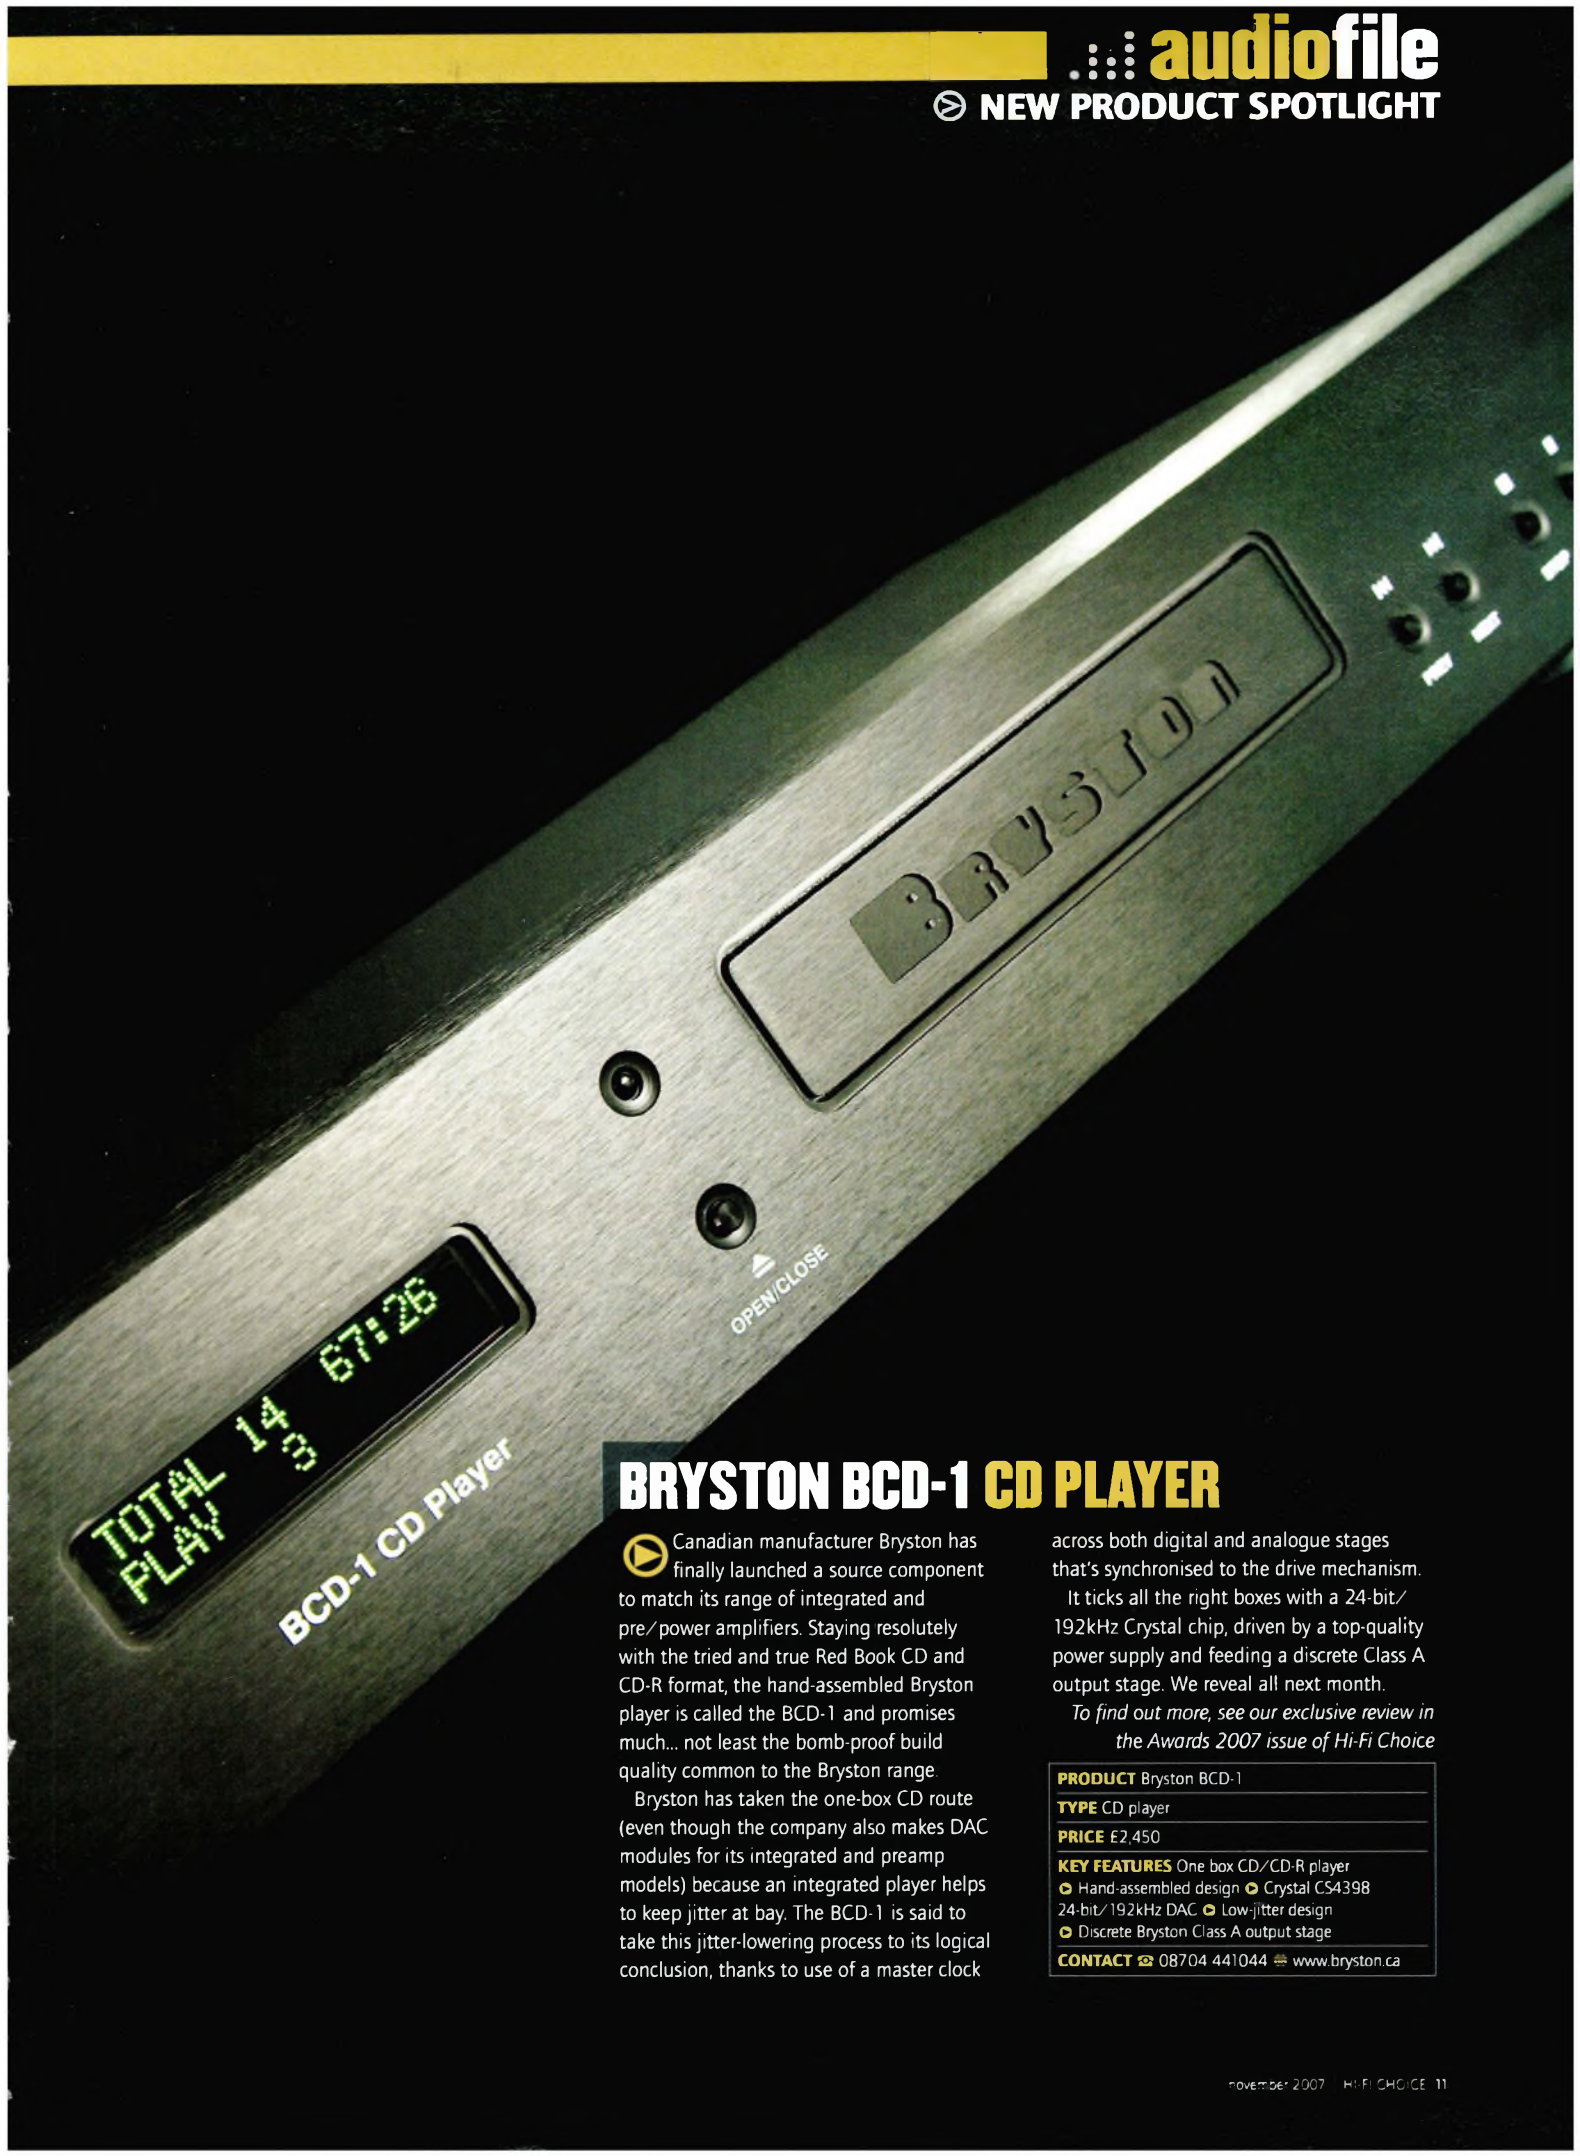 audiofile
NEW PRODUCT SPOTLIGHT
BRYSTON
OPEN/CLOSE
TOTAL 14 67:26
PLAY 3
BCD-1 CD Player
BRYSTON BCD-1 CD PLAYER
Canadian manufacturer Bryston has
finally launched a source component
to match its range of integrated and
pre/power amplifiers. Staying resolutely
with the tried and true Red Book CD and
CD-R format, the hand-assembled Bryston
player is called the BCD-1 and promises
much... not least the bomb-proof build
quality common to the Bryston range.
Bryston has taken the one-box CD route
(even though the company also makes DAC
modules for its integrated and preamp
models) because an integrated player helps
to keep jitter at bay. The BCD-1 is said to
take this jitter-lowering process to its logical
conclusion, thanks to use of a master clock
across both digital and analogue stages
that's synchronised to the drive mechanism.
It ticks all the right boxes with a 24-bit/
192kHz Crystal chip, driven by a top-quality
power supply and feeding a discrete Class A
output stage. We reveal all next month.
To find out more, see our exclusive review in
the Awards 2007 issue of Hi-Fi Choice
PRODUCT Bryston BCD-1
TYPE CD player
PRICE £2,450
KEY FEATURES One box CD/CD-R player
Hand-assembled design Crystal CS4398
24-bit/192kHz DAC Low-jitter design
Discrete Bryston Class A output stage
CONTACT 08704 441044 www.bryston.ca
november 2007 HI-FI CHOICE 11